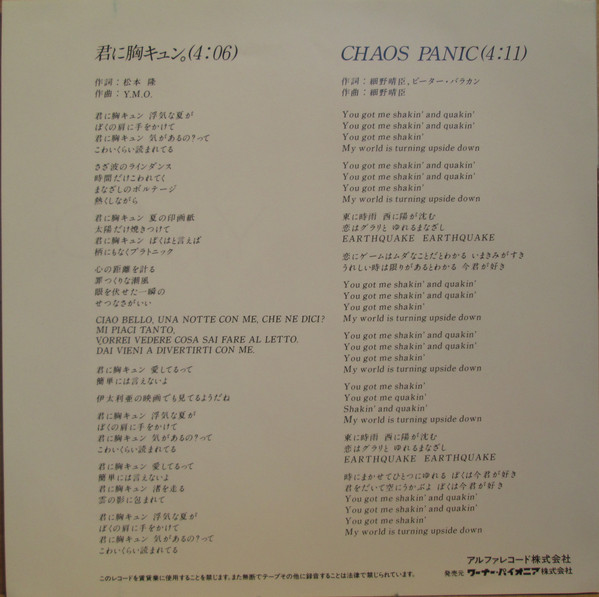 君に胸キュン。(4:06)
作詞：松本 隆
作曲：Y.M.O.
君に胸キュン 浮気な夏が
ぼくの肩に手をかけて
君に胸キュン 気があるの?って
こわいくらい読まれてる
さざ波のラインダンス
時間だけこわれてく
まなざしのボルテージ
熱くしながら
君に胸キュン 夏の印画紙
太陽だけ焼きつけて
君に胸キュン ぼくはと言えば
柄にもなくプラトニック
心の距離を計る
罪つくりな潮風
眼を伏せた一瞬の
せつなさがいい
CIAO BELLO, UNA NOTTE CON ME, CHE NE DICI?
MI PIACI TANTO,
VORREI VEDERE COSA SAI FARE AL LETTO.
DAI VIENI A DIVERTIRTI CON ME.
君に胸キュン 愛してるって
簡単には言えないよ
伊太利亜の映画でも見てるようだね
君に胸キュン 浮気な夏が
ぼくの肩に手をかけて
君に胸キュン 気があるの?って
こわいくらい読まれてる
君に胸キュン 愛してるって
簡単には言えないよ
君に胸キュン 渚を走る
雲の影に包まれて
君に胸キュン 浮気な夏が
ぼくの肩に手をかけて
君に胸キュン 気があるの?って
こわいくらい読まれてる
CHAOS PANIC(4:11)
作詞：細野晴臣, ピーター・バラカン
作曲：細野晴臣
You got me shakin' and quakin'
You got me shakin' and quakin'
You got me shakin'
My world is turning upside down
You got me shakin' and quakin'
You got me shakin' and quakin'
You got me shakin'
My world is turning upside down
東に時雨 西に陽が沈む
恋はグラリと ゆれるまなざし
EARTHQUAKE EARTHQUAKE
恋にゲームはムダなことだとわかる いまさみがすき
うれしい時は限りがあるとわかる 今君が好き
You got me shakin' and quakin'
You got me shakin' and quakin'
You got me shakin'
My world is turning upside down
You got me shakin' and quakin'
You got me shakin' and quakin'
You got me shakin'
My world is turning upside down
You got me shakin'
You got me quakin'
Shakin' and quakin'
My world is turning upside down
東に時雨 西に陽が沈む
恋はグラリと ゆれるまなざし
EARTHQUAKE EARTHQUAKE
時にまかせてひとつにゆれる ぼくは今君が好き
君をだいて空にうかぶよ ぼくは今君が好き
You got me shakin' and quakin'
You got me shakin' and quakin'
You got me shakin'
My world is turning upside down
アルファレコード株式会社
発売元 ワーナー・パイオニア株式会社
このレコードを賃貸業に使用することを禁じます。また無断でテープその他に録音することは法律で禁じられています。